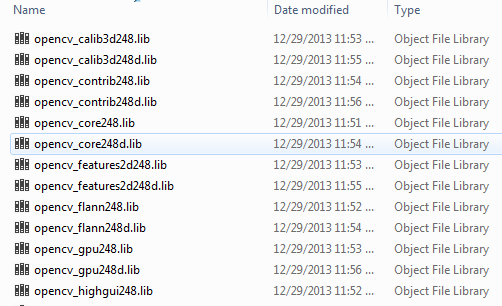 Name Date modified Type
opencv_calib3d248.lib 12/29/2013 11:53 ... Object File Library
opencv_calib3d248d.lib 12/29/2013 11:55 ... Object File Library
opencv_contrib248.lib 12/29/2013 11:54 ... Object File Library
opencv_contrib248d.lib 12/29/2013 11:56 ... Object File Library
opencv_core248.lib 12/29/2013 11:51 ... Object File Library
opencv_core248d.lib 12/29/2013 11:54 ... Object File Library
opencv_features2d248.lib 12/29/2013 11:53 ... Object File Library
opencv_features2d248d.lib 12/29/2013 11:55 ... Object File Library
opencv_flann248.lib 12/29/2013 11:52 ... Object File Library
opencv_flann248d.lib 12/29/2013 11:54 ... Object File Library
opencv_gpu248.lib 12/29/2013 11:53 ... Object File Library
opencv_gpu248d.lib 12/29/2013 11:56 ... Object File Library
opencv_highgui248.lib 12/29/2013 11:52 ... Object File Library